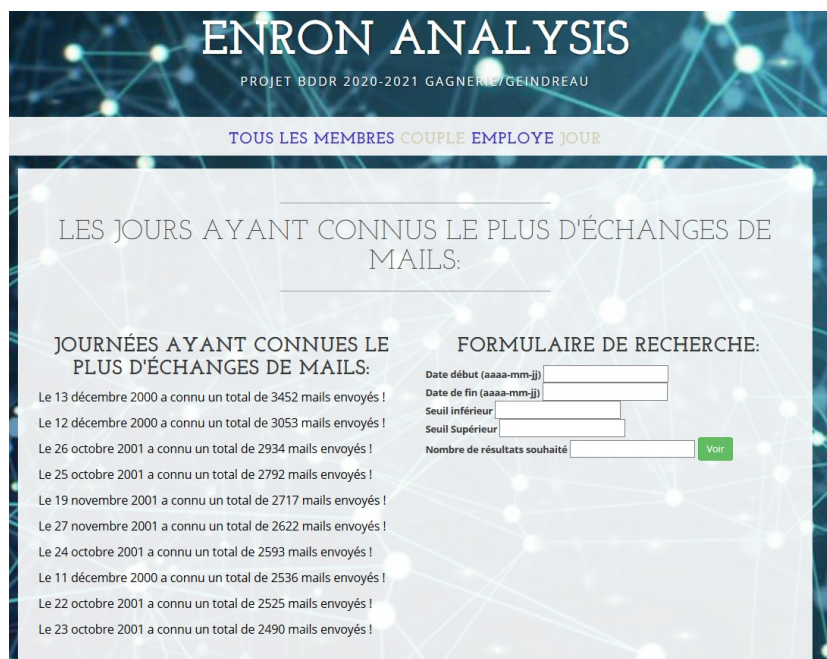 ENRON ANALYSIS
PROJET BDDR 2020-2021 GAGNERIE/GEINDREAU
TOUS LES MEMBRES COUPLE EMPLOYE JOUR
LES JOURS AYANT CONNUS LE PLUS D'ÉCHANGES DE
MAILS:
JOURNÉES AYANT CONNUES LE
PLUS D'ÉCHANGES DE MAILS:
Le 13 décembre 2000 a connu un total de 3452 mails envoyés !
Le 12 décembre 2000 a connu un total de 3053 mails envoyés !
Le 26 octobre 2001 a connu un total de 2934 mails envoyés !
Le 25 octobre 2001 a connu un total de 2792 mails envoyés !
Le 19 novembre 2001 a connu un total de 2717 mails envoyés !
Le 27 novembre 2001 a connu un total de 2622 mails envoyés !
Le 24 octobre 2001 a connu un total de 2593 mails envoyés !
Le 11 décembre 2000 a connu un total de 2536 mails envoyés !
Le 22 octobre 2001 a connu un total de 2525 mails envoyés !
Le 23 octobre 2001 a connu un total de 2490 mails envoyés !
FORMULAIRE DE RECHERCHE:
Date début (aaaa-mm-jj)
Date de fin (aaaa-mm-jj)
Seuil inférieur
Seuil Supérieur
Nombre de résultats souhaité Voir